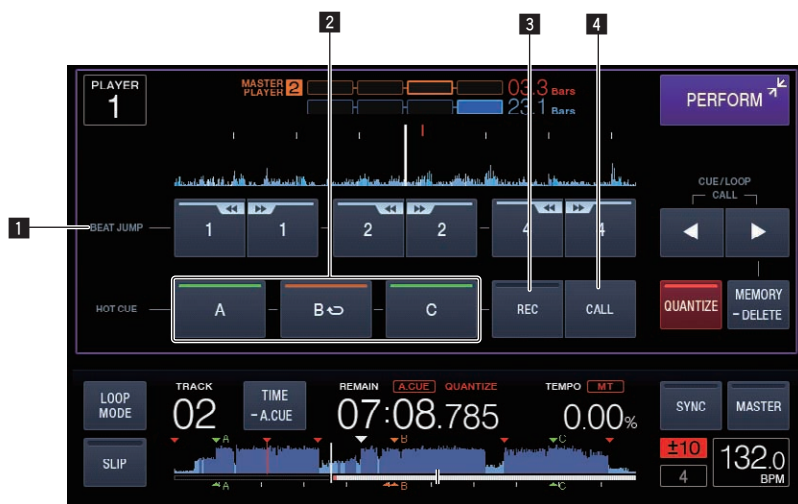 2
3
4
PLAYER
1
MASTER PLAYER 2
03.3 Bars
23.1 Bars
PERFORM
CUE/LOOP
CALL
1
BEAT JUMP
1
1
2
2
4
4
HOT CUE
A
B
C
REC
CALL
QUANTIZE
MEMORY
- DELETE
LOOP
MODE
TRACK
02
TIME
- A.CUE
REMAIN
A.CUE
QUANTIZE
07:08.785
TEMPO
MT
0.00%
SYNC
MASTER
SLIP
A
B
C
A
B
C
±10
4
132.0
BPM